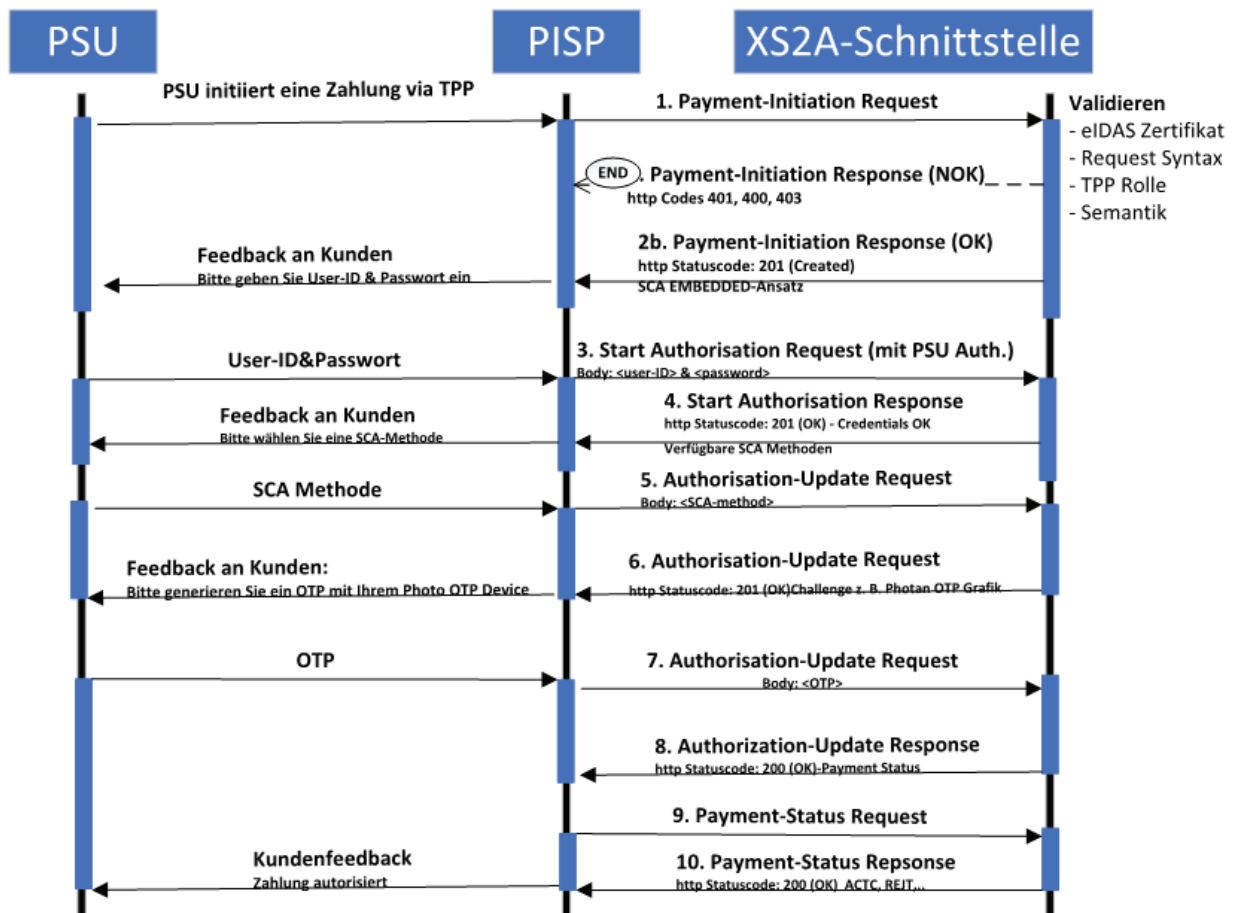 PSU
PISP
XS2A-Schnittstelle
PSU initiiert eine Zahlung via TPP
1. Payment-Initiation Request
Validieren
- eIDAS Zertifikat
- Request Syntax
- TPP Rolle
- Semantik
END . Payment-Initiation Response (NOK)
http Codes 401, 400, 403
2b. Payment-Initiation Response (OK)
http Statuscode: 201 (Created)
SCA EMBEDDED-Ansatz
Feedback an Kunden
Bitte geben Sie User-ID & Passwort ein
User-ID&Passwort
3. Start Authorisation Request (mit PSU Auth.)
Body: <user-ID> & <password>
Feedback an Kunden
Bitte wählen Sie eine SCA-Methode
4. Start Authorisation Response
http Statuscode: 201 (OK) - Credentials OK
Verfügbare SCA Methoden
SCA Methode
5. Authorisation-Update Request
Body: <SCA-method>
Feedback an Kunden:
Bitte generieren Sie ein OTP mit Ihrem Photo OTP Device
6. Authorisation-Update Request
http Statuscode: 201 (OK)Challenge z. B. Photan OTP Grafik
OTP
7. Authorisation-Update Request
Body: <OTP>
8. Authorization-Update Response
http Statuscode: 200 (OK)-Payment Status
9. Payment-Status Request
Kundenfeedback
Zahlung autorisiert
10. Payment-Status Repsonse
http Statuscode: 200 (OK) ACTC, REJT,...